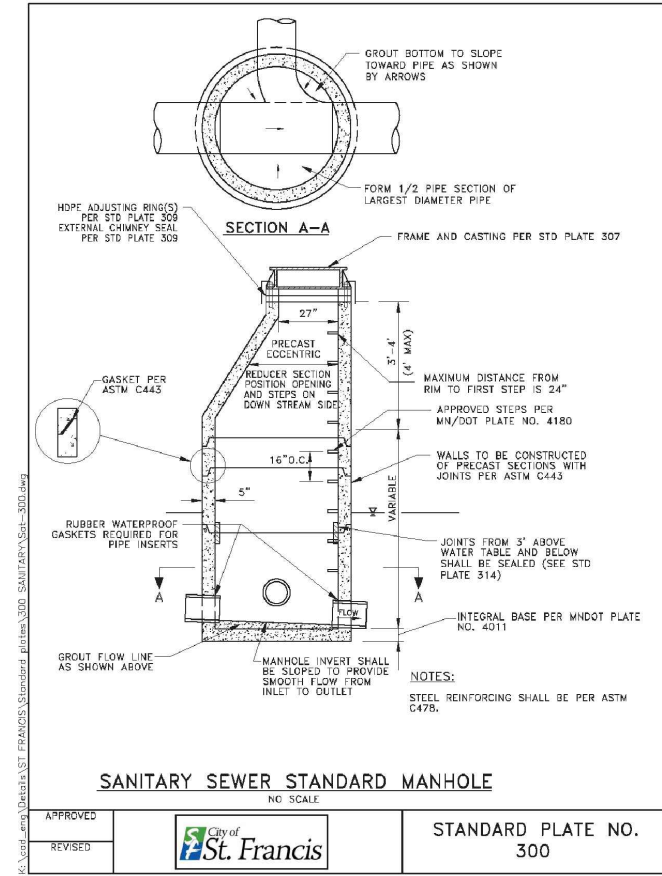 GROUT BOTTOM TO SLOPE
TOWARD PIPE AS SHOWN
BY ARROWS
FORM 1/2 PIPE SECTION OF
LARGEST DIAMETER PIPE
SECTION A-A
HDPE ADJUSTING RING(S)
PER STD PLATE 309
EXTERNAL CHIMNEY SEAL
PER STD PLATE 309
FRAME AND CASTING PER STD PLATE 307
27"
PRECAST
ECCENTRIC
REDUCER SECTION
POSITION OPENING
AND STEPS ON
DOWN STREAM SIDE
3'-4'
(4' MAX)
GASKET PER
ASTM C443
MAXIMUM DISTANCE FROM
RIM TO FIRST STEP IS 24"
APPROVED STEPS PER
MN/DOT PLATE NO. 4180
16"O.C.
WALLS TO BE CONSTRUCTED
OF PRECAST SECTIONS WITH
JOINTS PER ASTM C443
5"
VARIABLE
RUBBER WATERPROOF
GASKETS REQUIRED FOR
PIPE INSERTS
JOINTS FROM 3' ABOVE
WATER TABLE AND BELOW
SHALL BE SEALED (SEE STD
PLATE 314)
A
A
FLOW
INTEGRAL BASE PER MNDOT PLATE
NO. 4011
GROUT FLOW LINE
AS SHOWN ABOVE
MANHOLE INVERT SHALL
BE SLOPED TO PROVIDE
SMOOTH FLOW FROM
INLET TO OUTLET
NOTES:
STEEL REINFORCING SHALL BE PER ASTM
C478.
SANITARY SEWER STANDARD MANHOLE
NO SCALE
APPROVED
REVISED
City of
St. Francis
STANDARD PLATE NO.
300
K:\cad_eng\Details\ST FRANCIS\Standard plates\300 SANITARY\Sat-300.dwg